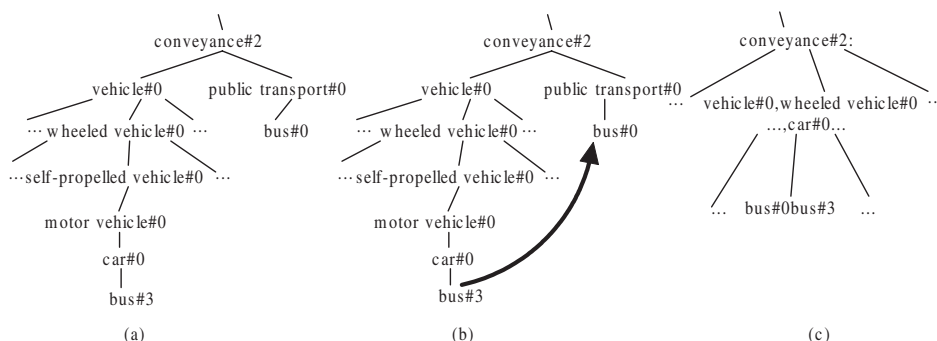 conveyance#2
vehicle#0 public transport#0
... wheeled vehicle#0 ... bus#0
...self-propelled vehicle#0 ...
motor vehicle#0
car#0
bus#3
(a)
conveyance#2
vehicle#0 public transport#0
... wheeled vehicle#0 ... bus#0
...self-propelled vehicle#0 ...
motor vehicle#0
car#0
bus#3
(b)
conveyance#2:
... vehicle#0,wheeled vehicle#0 ...
...,car#0...
... bus#0bus#3 ...
(c)